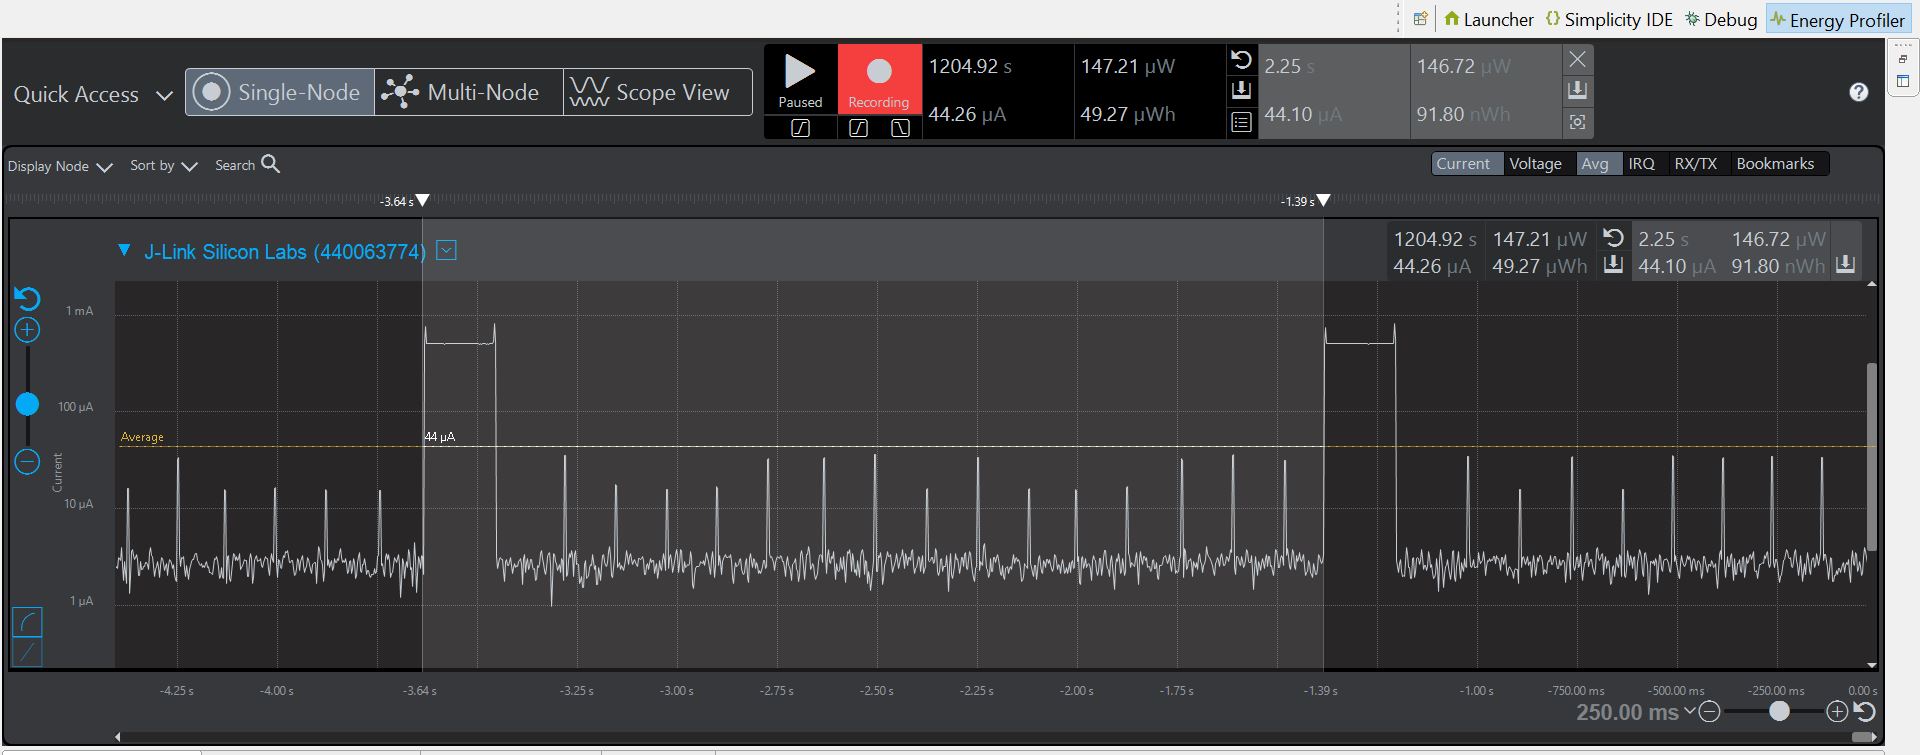 Launcher {} Simplicity IDE Debug Energy Profiler
Quick Access Single-Node Multi-Node Scope View
Paused Recording
1204.92 s 147.21 µW 2.25 s 146.72 µW
44.26 µA 49.27 µWh 44.10 µA 91.80 nWh
?
Display Node Sort by Search
Current Voltage Avg IRQ RX/TX Bookmarks
-3.64 s -1.39 s
J-Link Silicon Labs (440063774)
1204.92 s 147.21 µW 2.25 s 146.72 µW
44.26 µA 49.27 µWh 44.10 µA 91.80 nWh
1 mA
100 µA
Average 44 µA
Current
10 µA
1 µA
-4.25 s -4.00 s -3.64 s -3.25 s -3.00 s -2.75 s -2.50 s -2.25 s -2.00 s -1.75 s -1.39 s -1.00 s -750.00 ms -500.00 ms -250.00 ms 0.00 s
250.00 ms